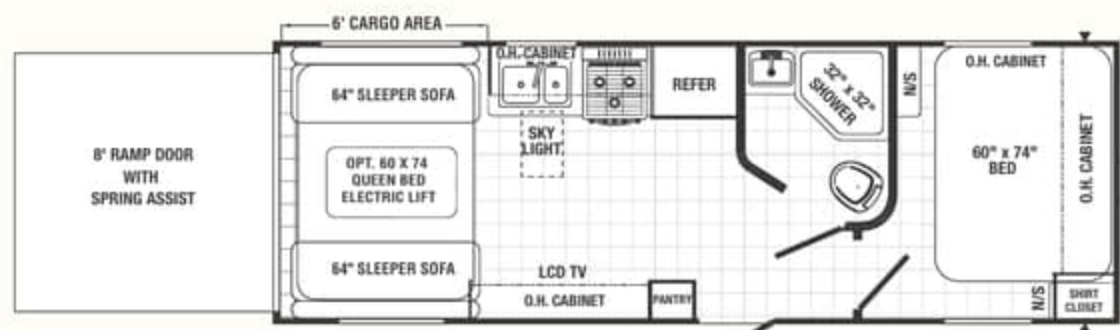 6' CARGO AREA
8' RAMP DOOR
WITH
SPRING ASSIST
64" SLEEPER SOFA
OPT. 60 X 74
QUEEN BED
ELECTRIC LIFT
64" SLEEPER SOFA
O.H. CABINET
SKY
LIGHT
REFER
LCD TV
O.H. CABINET
PANTRY
32" x 32"
SHOWER
N/S
O.H. CABINET
60" x 74"
BED
O.H. CABINET
N/S
SHIRT
CLOSET